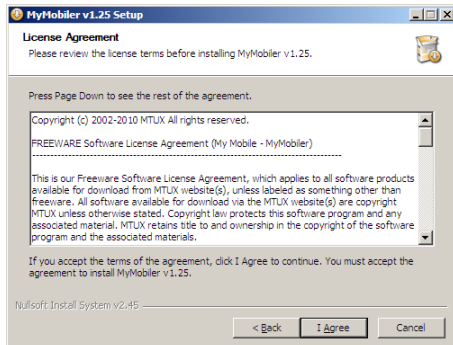 MyMobiler v1.25 Setup
License Agreement
Please review the license terms before installing MyMobiler v1.25.
Press Page Down to see the rest of the agreement.
Copyright (c) 2002-2010 MTUX All rights reserved.
FREEWARE Software License Agreement (My Mobile - MyMobiler)
--------------------------------------------------------------------------------
This is our Freeware Software License Agreement, which applies to all software products
available for download from MTUX website(s), unless labeled as something other than
freeware. All software available for download via the MTUX website(s) are copyright
MTUX unless otherwise stated. Copyright law protects this software program and any
associated material. MTUX retains title to and ownership in the copyright of the software
program and the associated materials.
If you accept the terms of the agreement, click I Agree to continue. You must accept the
agreement to install MyMobiler v1.25.
Nullsoft Install System v2.45
< Back
I Agree
Cancel